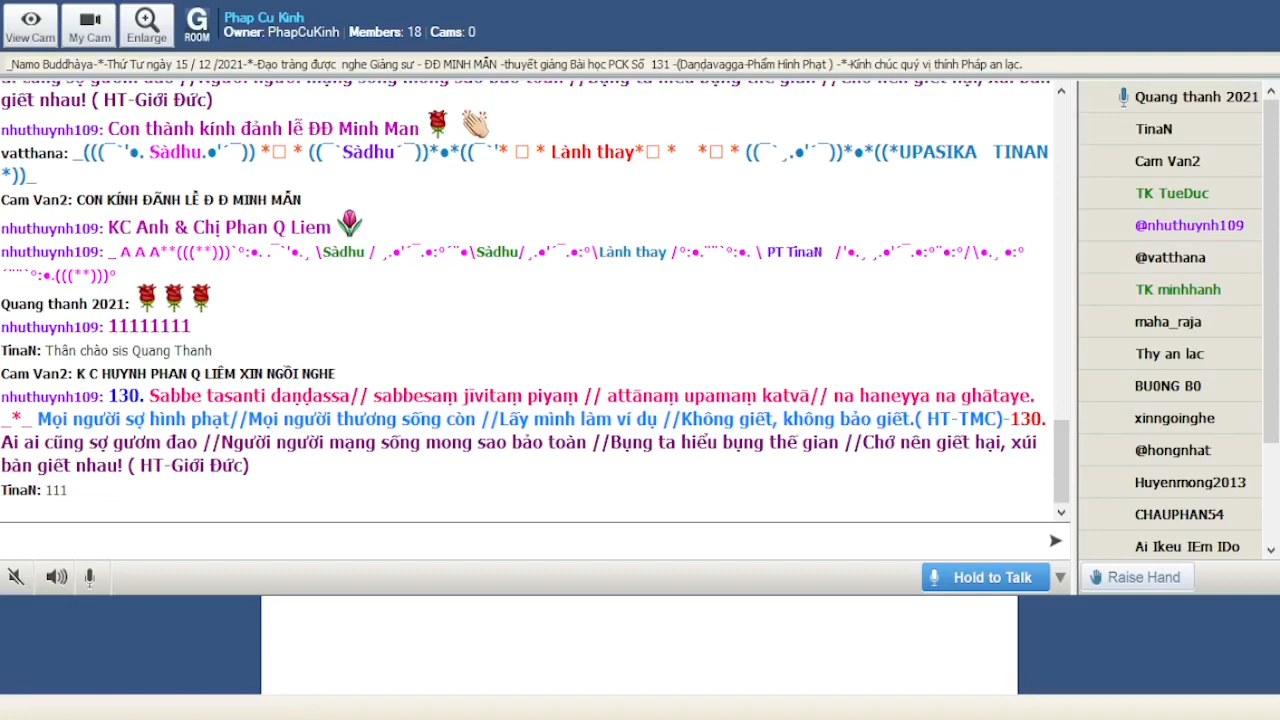 View Cam
My Cam
Enlarge
G
ROOM
Phap Cu Kinh
Owner: PhapCuKinh | Members: 18 | Cams: 0
_Namo Buddhàya-*-Thứ Tư ngày 15 / 12 /2021-*-Đạo tràng được nghe Giảng sư - ĐĐ MINH MẪN -thuyết giảng Bài học PCK Số 131 -(Daṇḍavagga-Phẩm Hình Phạt ) -*-Kính chúc quý vị thính Pháp an lạc.
giết nhau! ( HT-Giới Đức)
nhuthuynh109: Con thành kính đảnh lễ ĐĐ Minh Man
vatthana: _(((¯`'•. Sàdhu.•'´¯)) *□ * ((¯`Sàdhu´¯))*•*((¯`'* □ * Lành thay*□ * *□ * ((¯`¸.•'´¯))*•*((*UPASIKA TINAN
*))_
Cam Van2: CON KÍNH ĐÃNH LỄ Đ Đ MINH MẪN
nhuthuynh109: KC Anh & Chị Phan Q Liem
nhuthuynh109: _ A A A**(((**)))`°:•. .¯`'•.¸ \Sàdhu / ¸.•'´¯.•:°´¨•\Sàdhu/¸.•'´¯.•:°\Lành thay /°:•.¨¨`°:•. \ PT TinaN /'•.¸ ¸.•'´¯.•:°¨•:°/\•.¸ •:°
´¨¨`°:•.(((**)))°
Quang thanh 2021:
nhuthuynh109: 11111111
TinaN: Thân chào sis Quang Thanh
Cam Van2: K C HUYNH PHAN Q LIÊM XIN NGỒI NGHE
nhuthuynh109: 130. Sabbe tasanti daṇḍassa// sabbesaṃ jīvitaṃ piyaṃ // attānaṃ upamaṃ katvā// na haneyya na ghātaye.
_*_ Mọi người sợ hình phạt//Mọi người thương sống còn //Lấy mình làm ví dụ //Không giết, không bảo giết.( HT-TMC)-130.
Ai ai cũng sợ gươm đao //Người người mạng sống mong sao bảo toàn //Bụng ta hiểu bụng thế gian //Chớ nên giết hại, xúi
bàn giết nhau! ( HT-Giới Đức)
TinaN: 111
Hold to Talk
Quang thanh 2021
TinaN
Cam Van2
TK TueDuc
@nhuthuynh109
@vatthana
TK minhhanh
maha_raja
Thy an lac
BU0NG B0
xinngoinghe
@hongnhat
Huyenmong2013
CHAUPHAN54
Ai Ikeu IEm IDo
Raise Hand